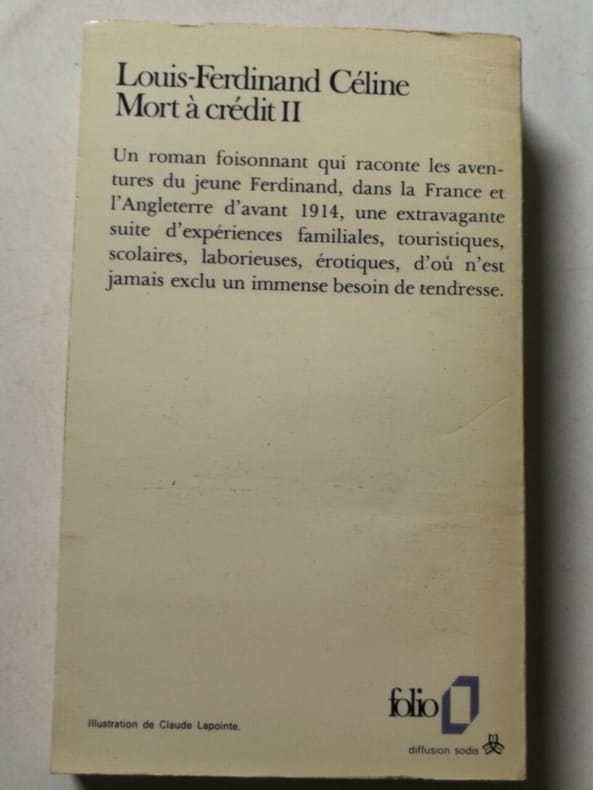 Louis-Ferdinand Céline
Mort à crédit II
Un roman foisonnant qui raconte les aven-
tures du jeune Ferdinand, dans la France et
l'Angleterre d'avant 1914, une extravagante
suite d'expériences familiales, touristiques,
scolaires, laborieuses, érotiques, d'où n'est
jamais exclu un immense besoin de tendresse.
folio
Illustration de Claude Lapointe.
diffusion sodis